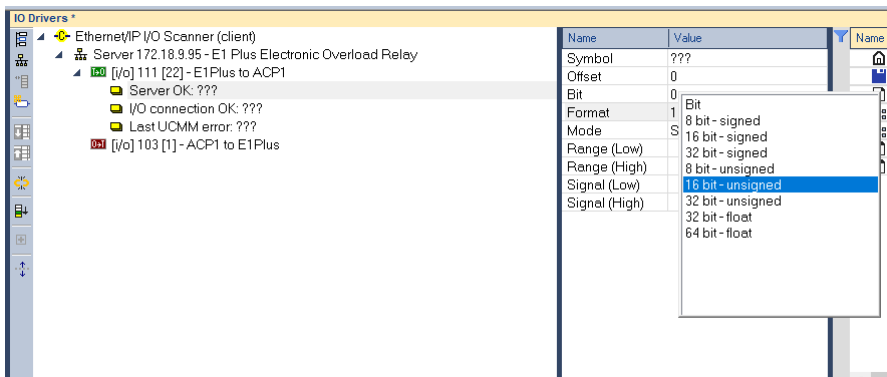 IO Drivers *
-C- Ethernet/IP I/O Scanner (client)
Server 172.18.9.95 - E1 Plus Electronic Overload Relay
[i/o] 111 [22] - E1Plus to ACP1
Server OK: ???
I/O connection OK: ???
Last UCMM error: ???
[i/o] 103 [1] - ACP1 to E1Plus
Name Value
Symbol ???
Offset 0
Bit 0
Format 1
Mode S
Range (Low)
Range (High)
Signal (Low)
Signal (High)
Bit
8 bit - signed
16 bit - signed
32 bit - signed
8 bit - unsigned
16 bit - unsigned
32 bit - unsigned
32 bit - float
64 bit - float
Name